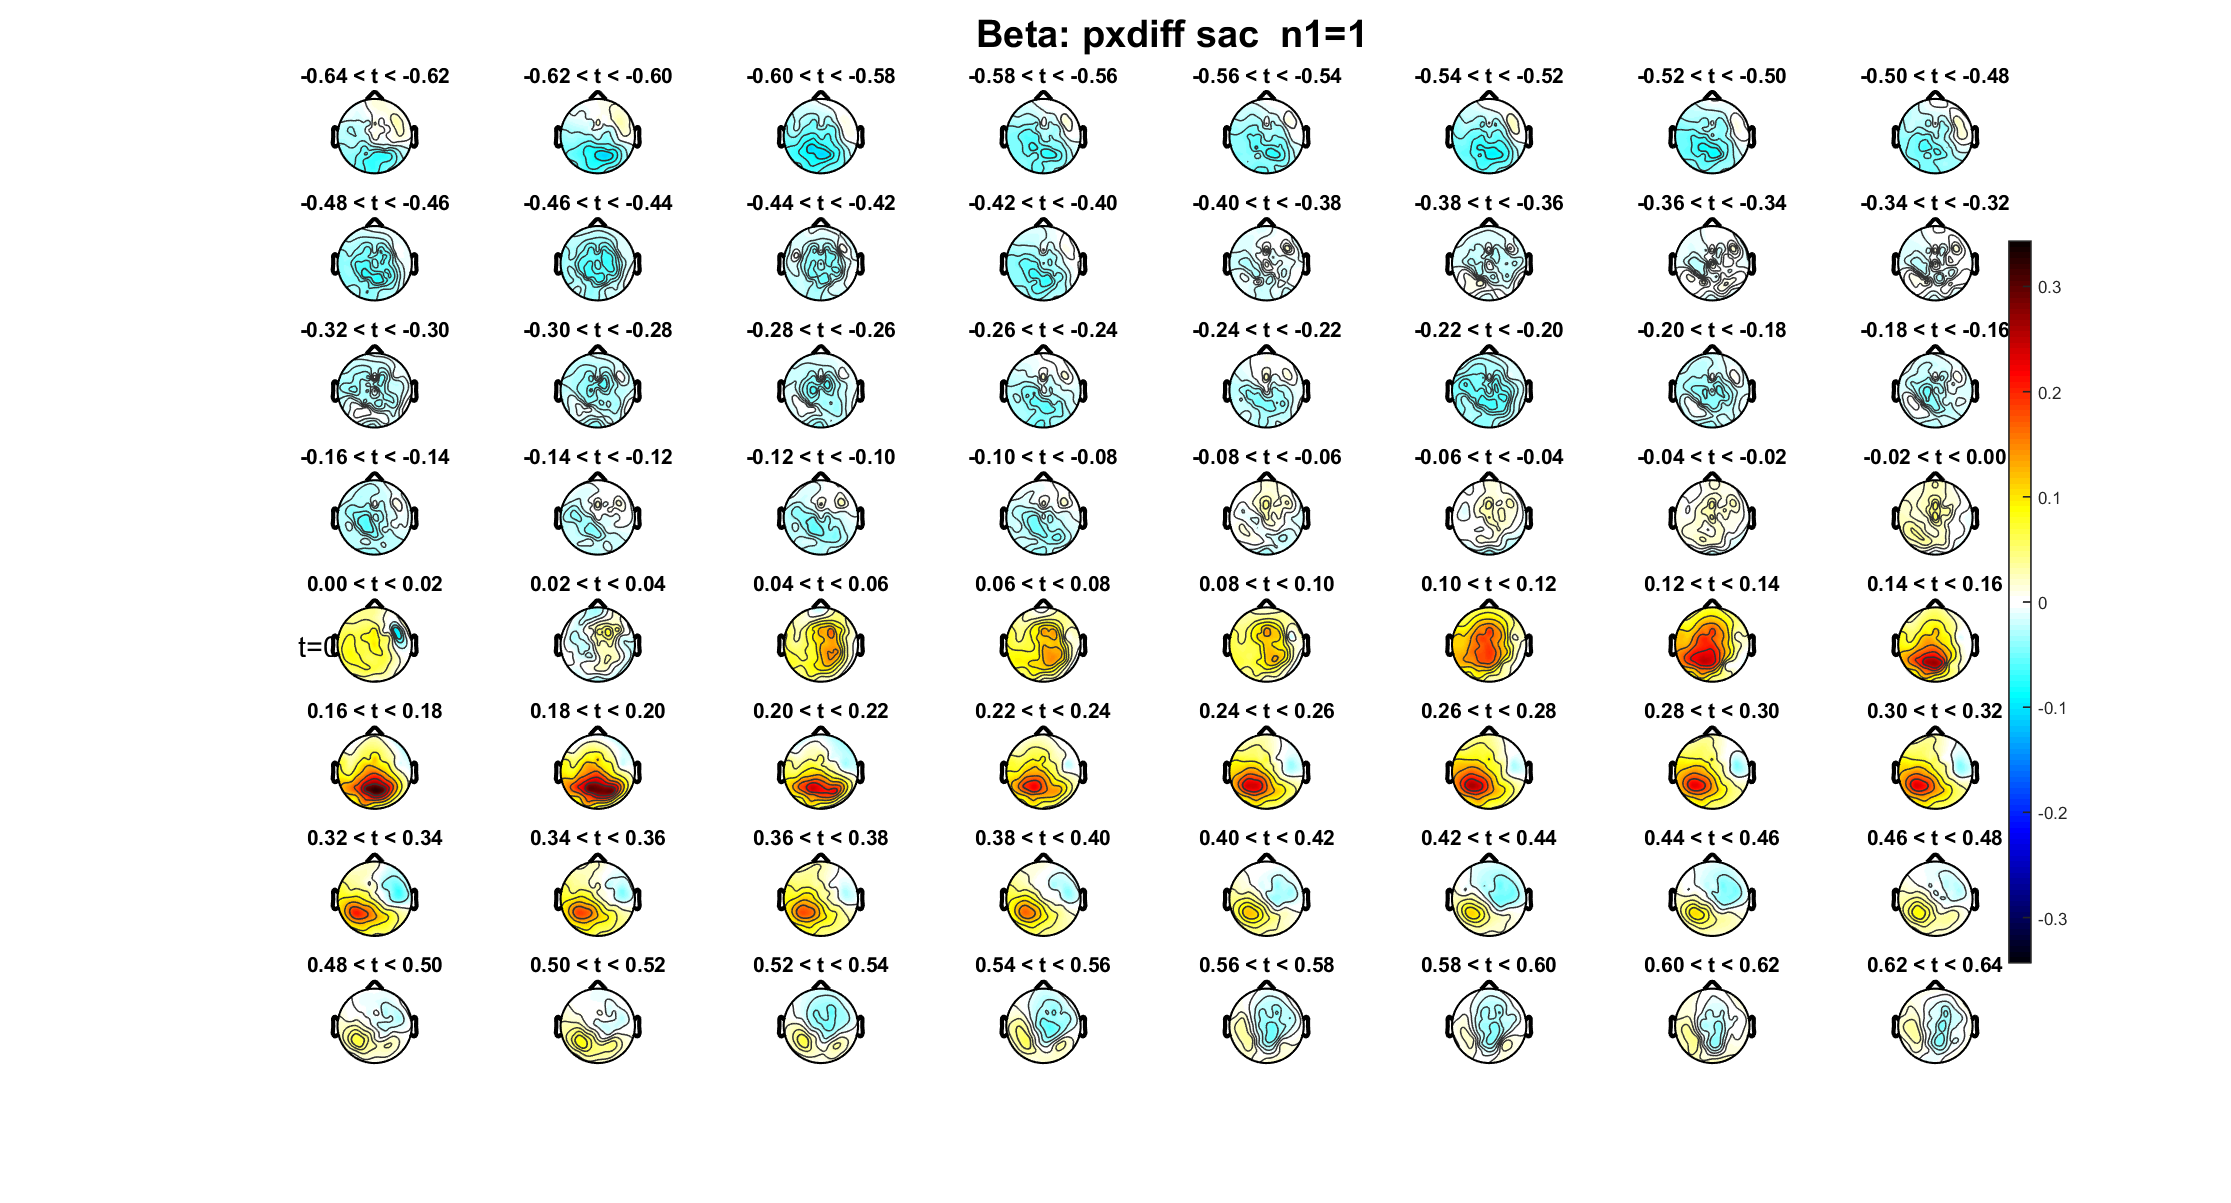 Beta: pxdiff sac  n1=1
-0.64 < t < -0.62 -0.62 < t < -0.60 -0.60 < t < -0.58 -0.58 < t < -0.56 -0.56 < t < -0.54 -0.54 < t < -0.52 -0.52 < t < -0.50 -0.50 < t < -0.48
-0.48 < t < -0.46 -0.46 < t < -0.44 -0.44 < t < -0.42 -0.42 < t < -0.40 -0.40 < t < -0.38 -0.38 < t < -0.36 -0.36 < t < -0.34 -0.34 < t < -0.32
0.3
-0.32 < t < -0.30 -0.30 < t < -0.28 -0.28 < t < -0.26 -0.26 < t < -0.24 -0.24 < t < -0.22 -0.22 < t < -0.20 -0.20 < t < -0.18 -0.18 < t < -0.16
0.2
-0.16 < t < -0.14 -0.14 < t < -0.12 -0.12 < t < -0.10 -0.10 < t < -0.08 -0.08 < t < -0.06 -0.06 < t < -0.04 -0.04 < t < -0.02 -0.02 < t < 0.00
0.1
0.00 < t < 0.02 0.02 < t < 0.04 0.04 < t < 0.06 0.06 < t < 0.08 0.08 < t < 0.10 0.10 < t < 0.12 0.12 < t < 0.14 0.14 < t < 0.16
0
t=0
0.16 < t < 0.18 0.18 < t < 0.20 0.20 < t < 0.22 0.22 < t < 0.24 0.24 < t < 0.26 0.26 < t < 0.28 0.28 < t < 0.30 0.30 < t < 0.32
-0.1
-0.2
0.32 < t < 0.34 0.34 < t < 0.36 0.36 < t < 0.38 0.38 < t < 0.40 0.40 < t < 0.42 0.42 < t < 0.44 0.44 < t < 0.46 0.46 < t < 0.48
-0.3
0.48 < t < 0.50 0.50 < t < 0.52 0.52 < t < 0.54 0.54 < t < 0.56 0.56 < t < 0.58 0.58 < t < 0.60 0.60 < t < 0.62 0.62 < t < 0.64